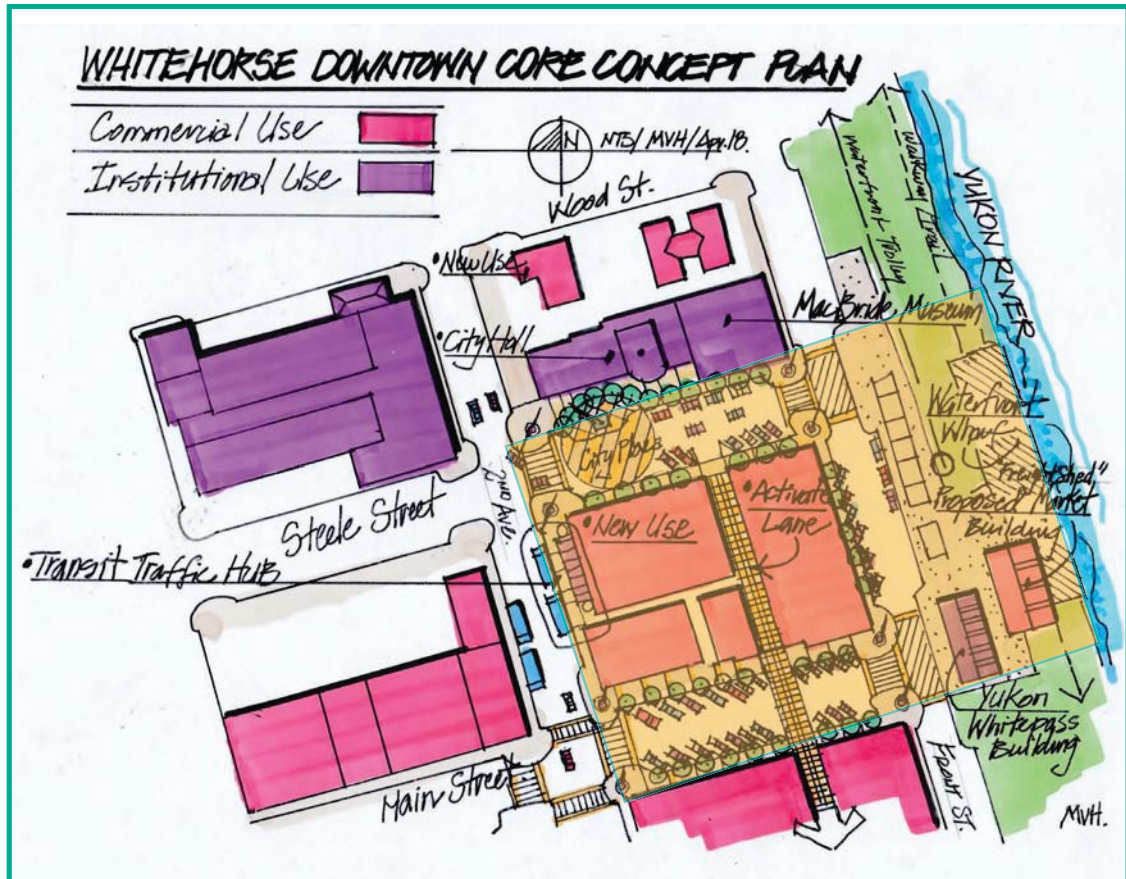 WHITEHORSE DOWNTOWN CORE CONCEPT PLAN
Commercial Use
Institutional Use
N
NTS/ MVH/Apr.18.
Wood St.
Waterfront Trolley
Walkway Trail
YUKON RIVER
•New Use
•City Hall
MacBride Museum
City Plaza
Waterfront
Wharf
"Freight Shed"
Proposed Market
Building
2nd Ave.
Steele Street
•New Use
•Activate
Lane
•Transit Traffic Hub
Yukon
Whitepass
Building
Main Street
Front St.
MVH.